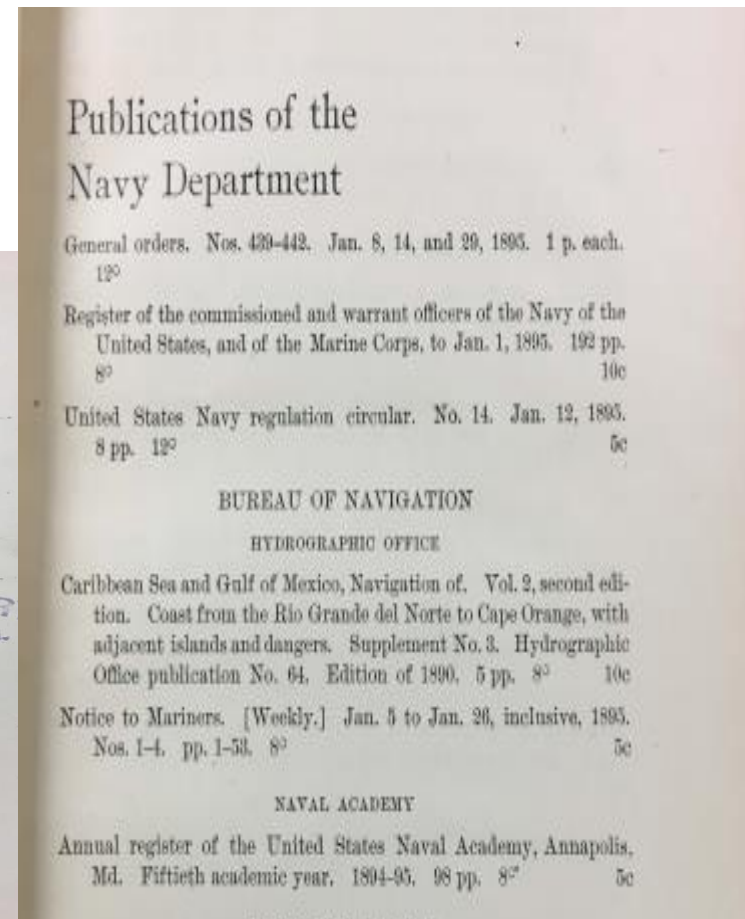 Publications of the
Navy Department
General orders. Nos. 439–442. Jan. 8, 14, and 29, 1895. 1 p. each.
12°
Register of the commissioned and warrant officers of the Navy of the
United States, and of the Marine Corps, to Jan. 1, 1895. 192 pp.
8° 10c
United States Navy regulation circular. No. 14. Jan. 12, 1895.
8 pp. 12° 5c
BUREAU OF NAVIGATION
HYDROGRAPHIC OFFICE
Caribbean Sea and Gulf of Mexico, Navigation of. Vol. 2, second edi-
tion. Coast from the Rio Grande del Norte to Cape Orange, with
adjacent islands and dangers. Supplement No. 3. Hydrographic
Office publication No. 64. Edition of 1890. 5 pp. 8° 10c
Notice to Mariners. [Weekly.] Jan. 5 to Jan. 26, inclusive, 1895.
Nos. 1–4. pp. 1–53. 8° 5c
NAVAL ACADEMY
Annual register of the United States Naval Academy, Annapolis,
Md. Fiftieth academic year. 1894–95. 98 pp. 8° 5c